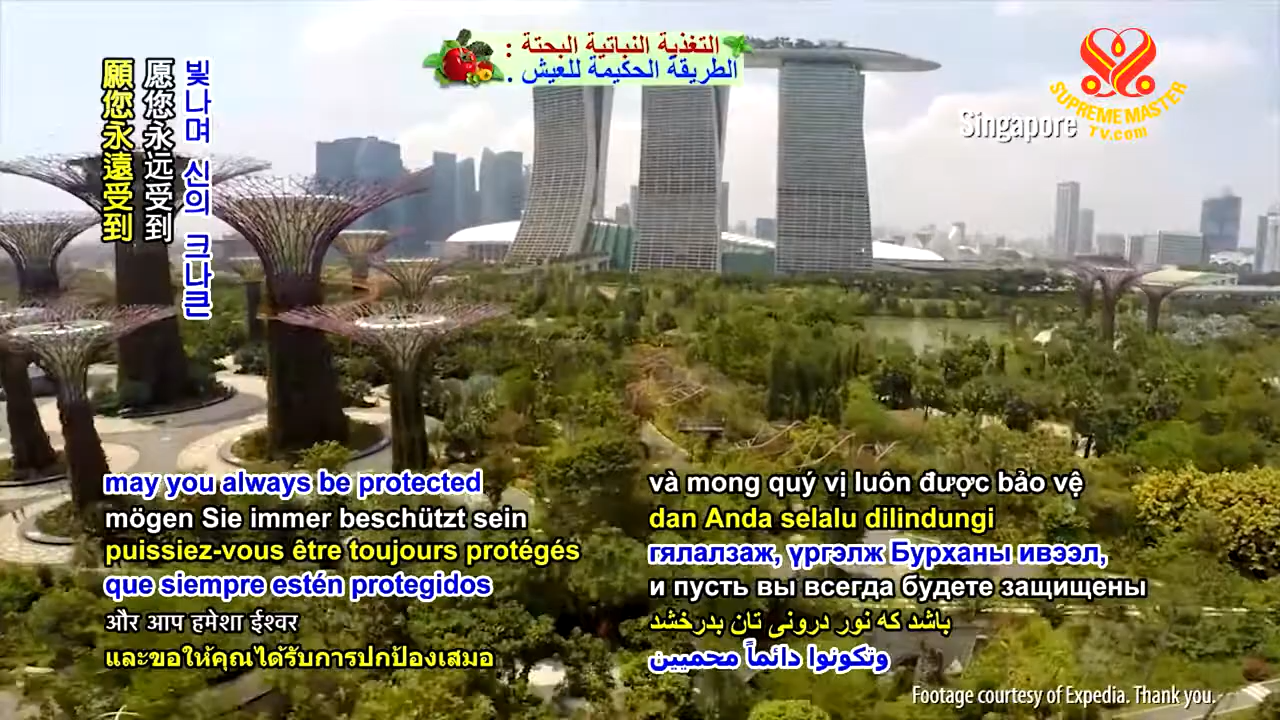 التغذية النباتية البحتة :
الطريقة الحكيمة للعيش .
SUPREME MASTER
TV.com
Singapore
願您永遠受到
愿您永远受到
빛나며 신의 크나큰
may you always be protected
mögen Sie immer beschützt sein
puissiez-vous être toujours protégés
que siempre estén protegidos
और आप हमेशा ईश्वर
และขอให้คุณได้รับการปกป้องเสมอ
và mong quý vị luôn được bảo vệ
dan Anda selalu dilindungi
гялалзаж, үргэлж Бурханы ивээл,
и пусть вы всегда будете защищены
باشد که نور درونی تان بدرخشد
وتكونوا دائماً محميين
Footage courtesy of Expedia. Thank you.